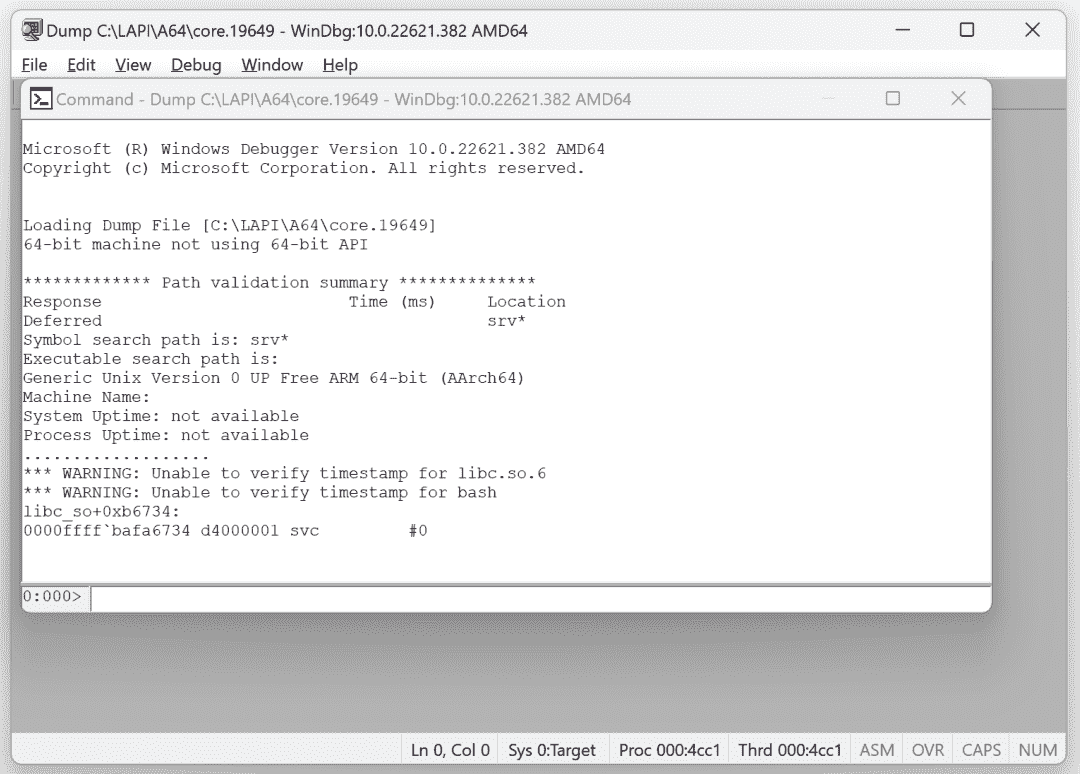 Dump C:\LAPI\A64\core.19649 - WinDbg:10.0.22621.382 AMD64
File Edit View Debug Window Help
Command - Dump C:\LAPI\A64\core.19649 - WinDbg:10.0.22621.382 AMD64
Microsoft (R) Windows Debugger Version 10.0.22621.382 AMD64
Copyright (c) Microsoft Corporation. All rights reserved.
Loading Dump File [C:\LAPI\A64\core.19649]
64-bit machine not using 64-bit API
************* Path validation summary **************
Response Time (ms) Location
Deferred srv*
Symbol search path is: srv*
Executable search path is:
Generic Unix Version 0 UP Free ARM 64-bit (AArch64)
Machine Name:
System Uptime: not available
Process Uptime: not available
...................
*** WARNING: Unable to verify timestamp for libc.so.6
*** WARNING: Unable to verify timestamp for bash
libc_so+0xb6734:
0000ffff`bafa6734 d4000001 svc #0
0:000>
Ln 0, Col 0 Sys 0:Target Proc 000:4cc1 Thrd 000:4cc1 ASM OVR CAPS NUM